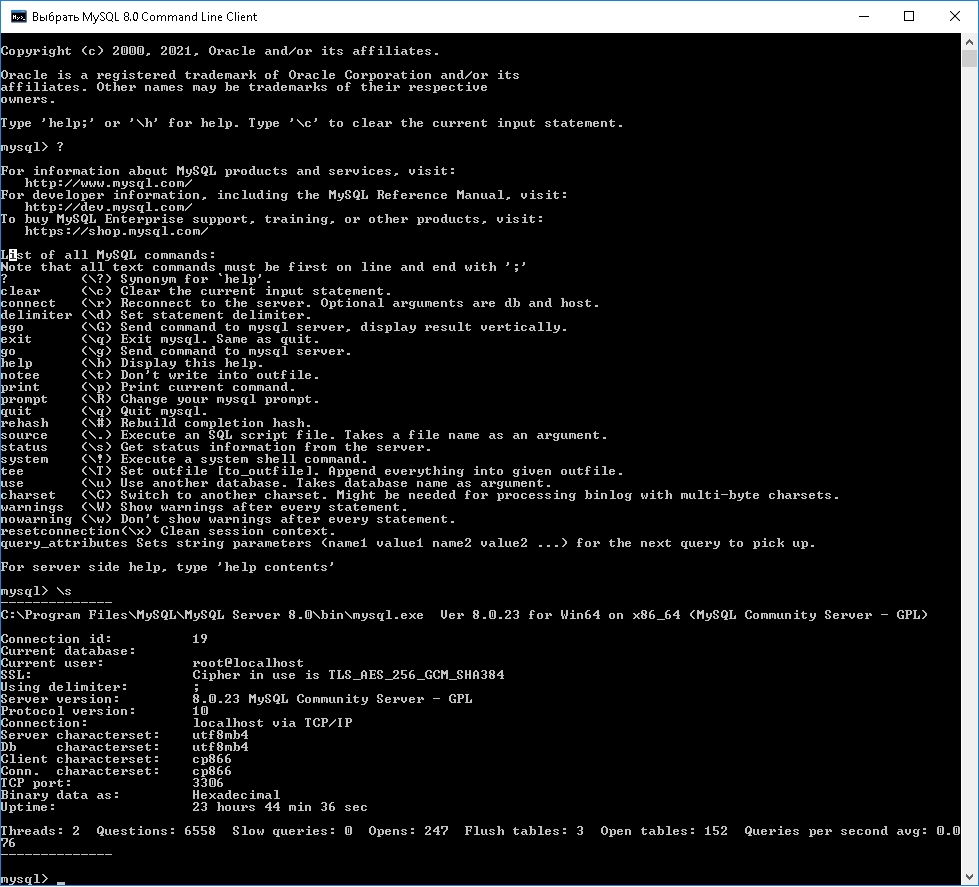 Выбрать MySQL 8.0 Command Line Client
Copyright (c) 2000, 2021, Oracle and/or its affiliates.
Oracle is a registered trademark of Oracle Corporation and/or its
affiliates. Other names may be trademarks of their respective
owners.
Type 'help;' or '\h' for help. Type '\c' to clear the current input statement.
mysql> ?
For information about MySQL products and services, visit:
   http://www.mysql.com/
For developer information, including the MySQL Reference Manual, visit:
   http://dev.mysql.com/
To buy MySQL Enterprise support, training, or other products, visit:
   https://shop.mysql.com/
List of all MySQL commands:
Note that all text commands must be first on line and end with ';'
?         (\?) Synonym for `help'.
clear     (\c) Clear the current input statement.
connect   (\r) Reconnect to the server. Optional arguments are db and host.
delimiter (\d) Set statement delimiter.
ego       (\G) Send command to mysql server, display result vertically.
exit      (\q) Exit mysql. Same as quit.
go        (\g) Send command to mysql server.
help      (\h) Display this help.
notee     (\t) Don't write into outfile.
print     (\p) Print current command.
prompt    (\R) Change your mysql prompt.
quit      (\q) Quit mysql.
rehash    (\#) Rebuild completion hash.
source    (\.) Execute an SQL script file. Takes a file name as an argument.
status    (\s) Get status information from the server.
system    (\!) Execute a system shell command.
tee       (\T) Set outfile [to_outfile]. Append everything into given outfile.
use       (\u) Use another database. Takes database name as argument.
charset   (\C) Switch to another charset. Might be needed for processing binlog with multi-byte charsets.
warnings  (\W) Show warnings after every statement.
nowarning (\w) Don't show warnings after every statement.
resetconnection(\x) Clean session context.
query_attributes Sets string parameters (name1 value1 name2 value2 ...) for the next query to pick up.
For server side help, type 'help contents'
mysql> \s
--------------
C:\Program Files\MySQL\MySQL Server 8.0\bin\mysql.exe  Ver 8.0.23 for Win64 on x86_64 (MySQL Community Server - GPL)
Connection id:          19
Current database:
Current user:           root@localhost
SSL:                    Cipher in use is TLS_AES_256_GCM_SHA384
Using delimiter:        ;
Server version:         8.0.23 MySQL Community Server - GPL
Protocol version:       10
Connection:             localhost via TCP/IP
Server characterset:    utf8mb4
Db     characterset:    utf8mb4
Client characterset:    cp866
Conn.  characterset:    cp866
TCP port:               3306
Binary data as:         Hexadecimal
Uptime:                 23 hours 44 min 36 sec
Threads: 2  Questions: 6558  Slow queries: 0  Opens: 247  Flush tables: 3  Open tables: 152  Queries per second avg: 0.0
76
--------------
mysql> _